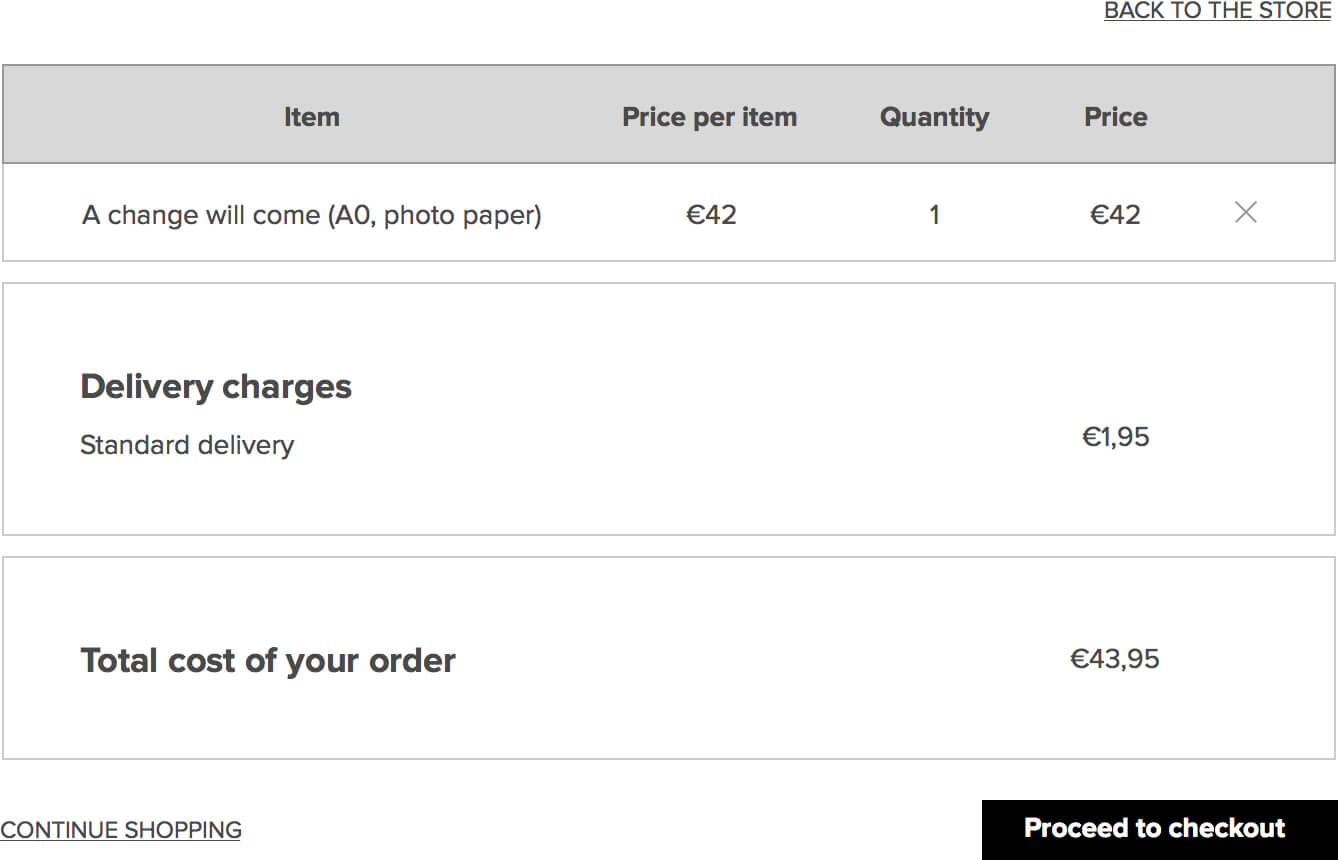 BACK TO THE STORE
Item Price per item Quantity Price
A change will come (A0, photo paper) €42 1 €42
Delivery charges
Standard delivery €1,95
Total cost of your order €43,95
CONTINUE SHOPPING Proceed to checkout